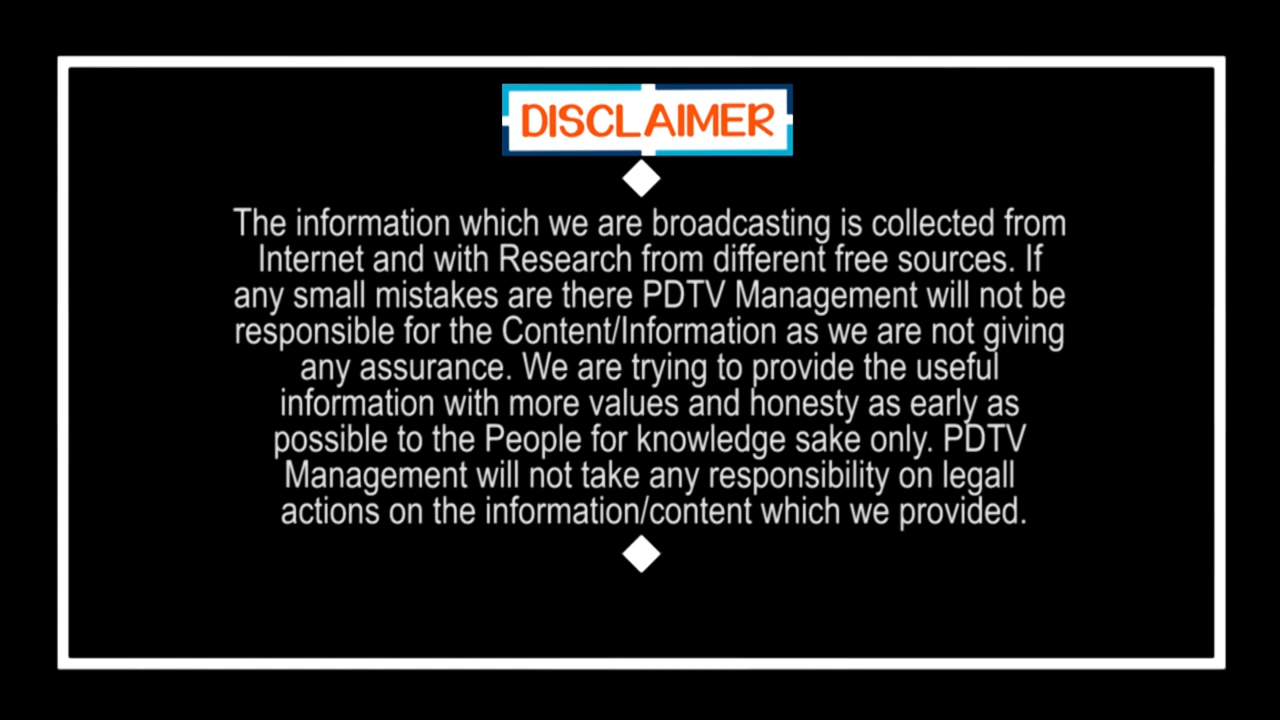 DISCLAIMER
The information which we are broadcasting is collected from
Internet and with Research from different free sources. If
any small mistakes are there PDTV Management will not be
responsible for the Content/Information as we are not giving
any assurance. We are trying to provide the useful
information with more values and honesty as early as
possible to the People for knowledge sake only. PDTV
Management will not take any responsibility on legall
actions on the information/content which we provided.